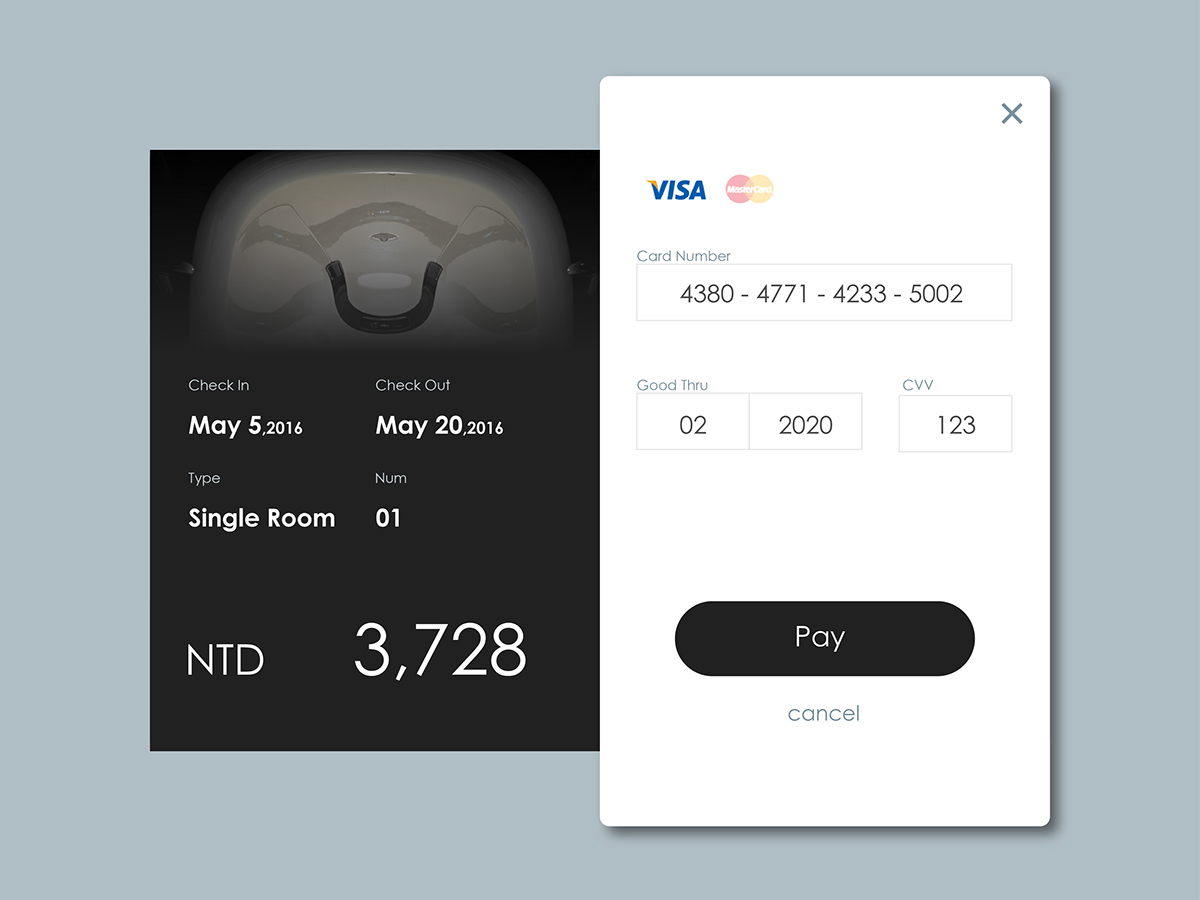 Check In
Check Out
May 5,2016
May 20,2016
Type
Num
Single Room
01
NTD 3,728
VISA MasterCard
Card Number
4380 - 4771 - 4233 - 5002
Good Thru
CVV
02
2020
123
Pay
cancel